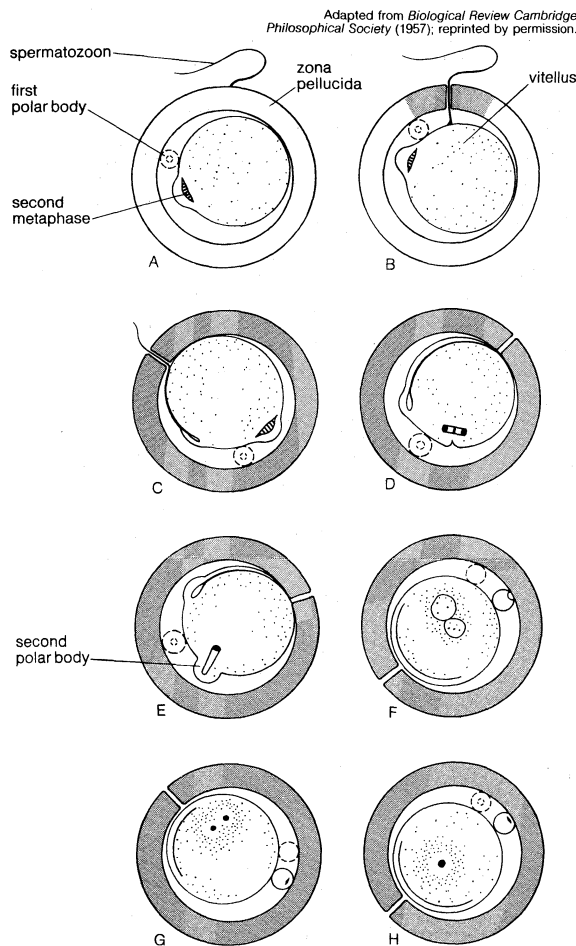 Adapted from Biological Review Cambridge
Philosophical Society (1957); reprinted by permission.
spermatozoon
zona
pellucida
vitellus
first
polar body
second
metaphase
A
B
C
D
second
polar body
E
F
G
H